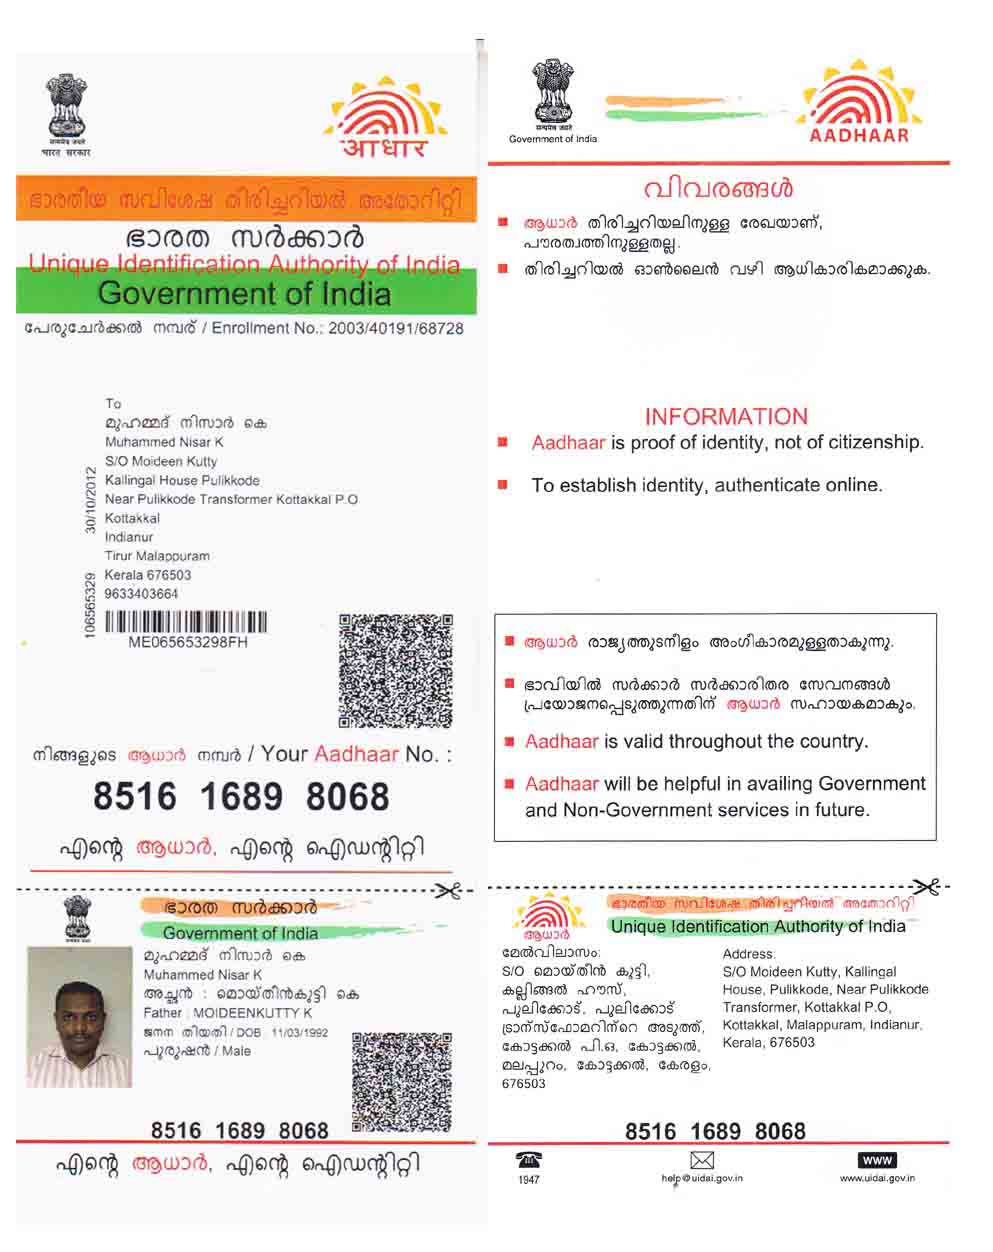 सत्यमेव जयते
भारत सरकार
आधार
ഭാരതീയ സവിശേഷ തിരിച്ചറിയൽ അതോറിറ്റി
ഭാരത സർക്കാർ
Unique Identification Authority of India
Government of India
പേരുചേർക്കൽ നമ്പര് / Enrollment No.: 2003/40191/68728
To
മുഹമ്മദ് നിസാർ കെ
Muhammed Nisar K
S/O Moideen Kutty
Kallingal House Pulikkode
Near Pulikkode Transformer Kottakkal P.O
Kottakkal
Indianur
Tirur Malappuram
Kerala 676503
9633403664
30/10/2012
106565329
ME065653298FH
നിങ്ങളുടെ ആധാർ നമ്പർ / Your Aadhaar No. :
8516 1689 8068
എന്റെ ആധാർ, എന്റെ ഐഡന്റിറ്റി
सत्यमेव जयते
Government of India
AADHAAR
വിവരങ്ങൾ
ആധാർ തിരിച്ചറിയലിനുള്ള രേഖയാണ്,
പൗരത്വത്തിനുള്ളതല്ല.
തിരിച്ചറിയൽ ഓൺലൈൻ വഴി ആധികാരികമാക്കുക.
INFORMATION
Aadhaar is proof of identity, not of citizenship.
To establish identity, authenticate online.
ആധാർ രാജ്യത്തുടനീളം അംഗീകാരമുള്ളതാകുന്നു.
ഭാവിയിൽ സർക്കാർ സർക്കാരിതര സേവനങ്ങൾ
പ്രയോജനപ്പെടുത്തുന്നതിന് ആധാർ സഹായകമാകും.
Aadhaar is valid throughout the country.
Aadhaar will be helpful in availing Government
and Non-Government services in future.
ഭാരത സർക്കാർ
Government of India
മുഹമ്മദ് നിസാർ കെ
Muhammed Nisar K
അച്ഛൻ : മൊയ്തീൻകുട്ടി കെ
Father : MOIDEENKUTTY K
ജനന തിയതി / DOB : 11/03/1992
പുരുഷൻ / Male
8516 1689 8068
എന്റെ ആധാർ, എന്റെ ഐഡന്റിറ്റി
ആധാർ
ഭാരതീയ സവിശേഷ തിരിച്ചറിയൽ അതോറിറ്റി
Unique Identification Authority of India
മേൽവിലാസം:
S/O മൊയ്തീൻ കുട്ടി,
കല്ലിങ്ങൽ ഹൗസ്,
പുലിക്കോട്, പുലിക്കോട്
ട്രാന്സ്ഫോമറിന്റെ അടുത്ത്,
കോട്ടക്കൽ പി.ഒ, കോട്ടക്കൽ,
മലപ്പുറം, കോട്ടക്കൽ, കേരളം,
676503
Address:
S/O Moideen Kutty, Kallingal
House, Pulikkode, Near Pulikkode
Transformer, Kottakkal P.O,
Kottakkal, Malappuram, Indianur,
Kerala, 676503
8516 1689 8068
1947
help@uidai.gov.in
www
www.uidai.gov.in